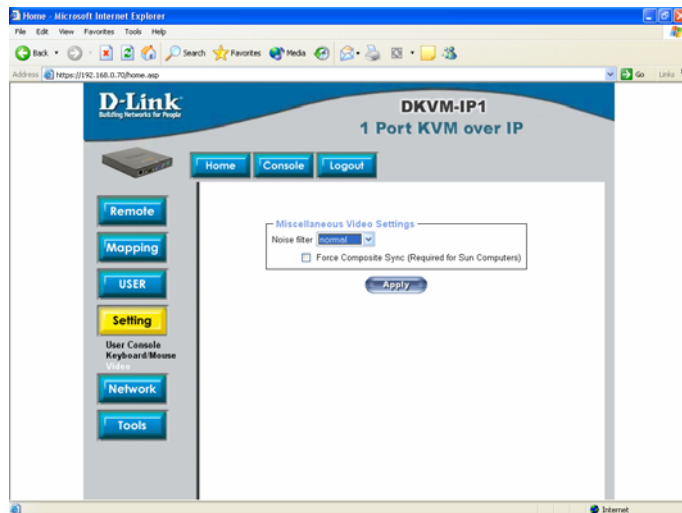 Home - Microsoft Internet Explorer
File Edit View Favorites Tools Help
Back Search Favorites Media
Address https://192.168.0.70/home.asp Go Links
D-Link
Building Networks for People
DKVM-IP1
1 Port KVM over IP
Home Console Logout
Remote
Mapping
USER
Setting
User Console
Keyboard/Mouse
Video
Network
Tools
Miscellaneous Video Settings
Noise filter normal
Force Composite Sync (Required for Sun Computers)
Apply
Internet